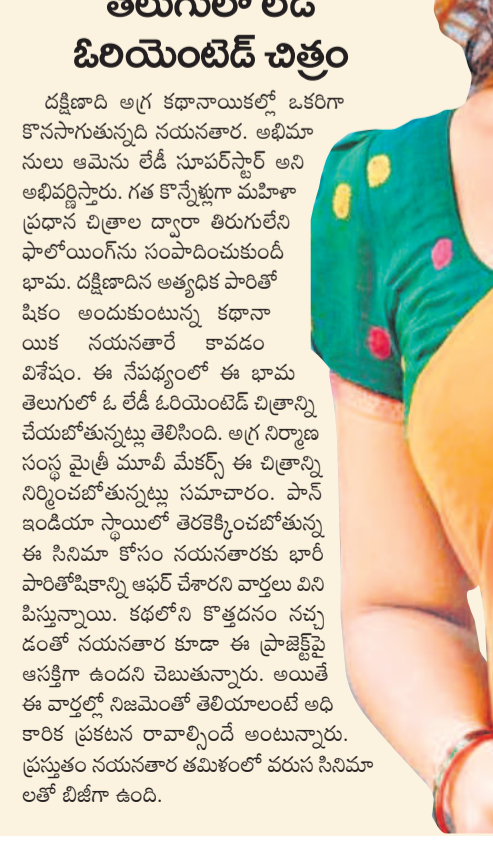 తెలుగులో లేడీ
ఓరియెంటెడ్ చిత్రం
దక్షిణాది అగ్ర కథానాయికల్లో ఒకరిగా
కొనసాగుతున్నది నయనతార. అభిమా
నులు ఆమెను లేడీ సూపర్‌స్టార్ అని
అభివర్ణిస్తారు. గత కొన్నేళ్లుగా మహిళా
ప్రధాన చిత్రాల ద్వారా తిరుగులేని
ఫాలోయింగ్‌ను సంపాదించుకుందీ
భామ. దక్షిణాదిన అత్యధిక పారితో
షికం అందుకుంటున్న కథానా
యిక నయనతారే కావడం
విశేషం. ఈ నేపథ్యంలో ఈ భామ
తెలుగులో ఓ లేడీ ఓరియెంటెడ్ చిత్రాన్ని
చేయబోతున్నట్లు తెలిసింది. అగ్ర నిర్మాణ
సంస్థ మైత్రీ మూవీ మేకర్స్ ఈ చిత్రాన్ని
నిర్మించబోతున్నట్లు సమాచారం. పాన్
ఇండియా స్థాయిలో తెరకెక్కించబోతున్న
ఈ సినిమా కోసం నయనతారకు భారీ
పారితోషికాన్ని ఆఫర్ చేశారని వార్తలు విని
పిస్తున్నాయి. కథలోని కొత్తదనం నచ్చ
డంతో నయనతార కూడా ఈ ప్రాజెక్ట్‌పై
ఆసక్తిగా ఉందని చెబుతున్నారు. అయితే
ఈ వార్తల్లో నిజమెంతో తెలియాలంటే అధి
కారిక ప్రకటన రావాల్సిందే అంటున్నారు.
ప్రస్తుతం నయనతార తమిళంలో వరుస సినిమా
లతో బిజీగా ఉంది.